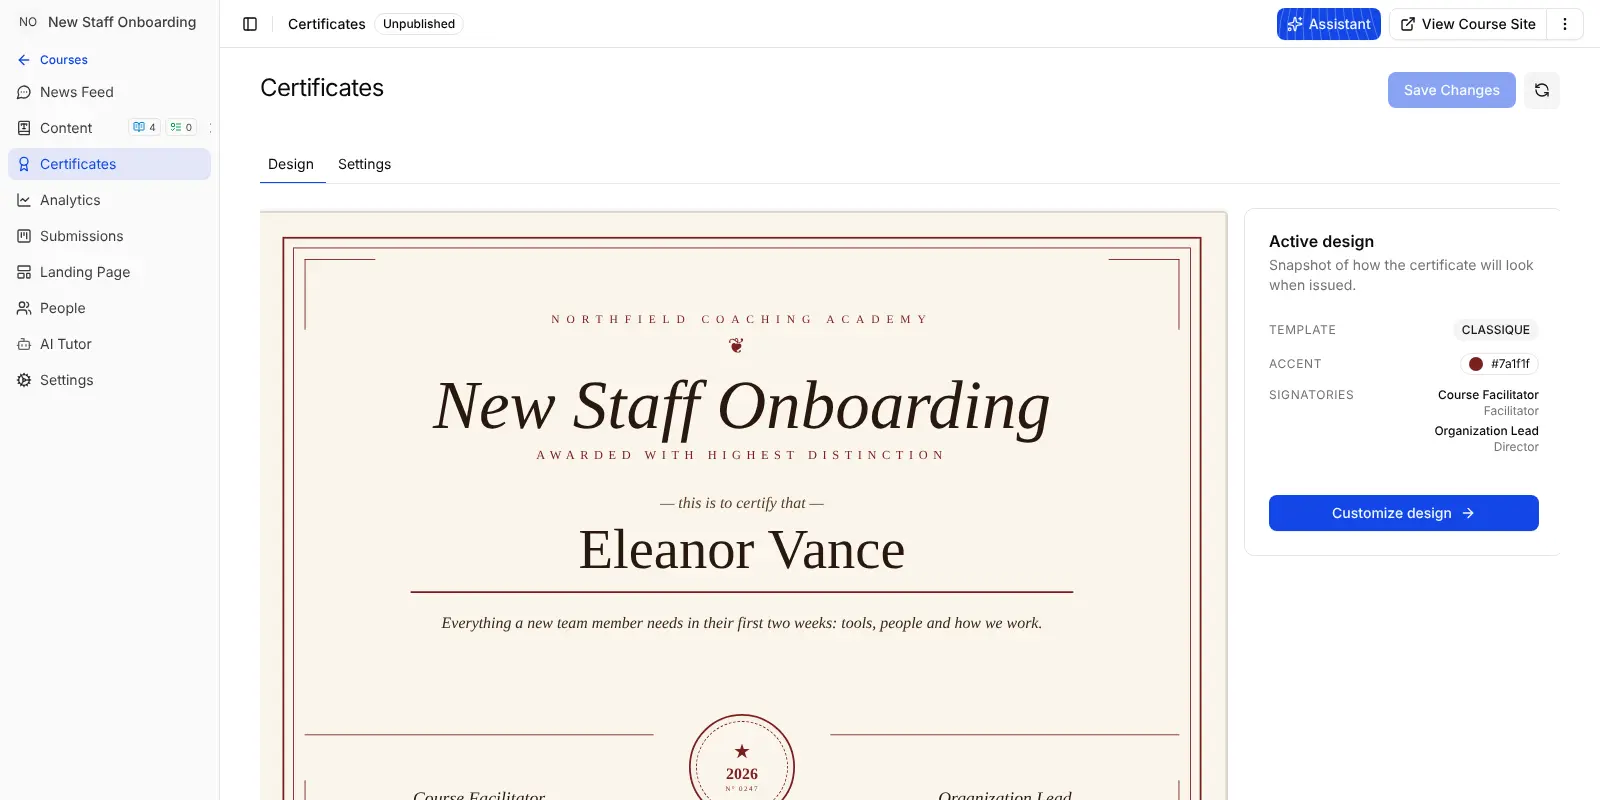 NO New Staff Onboarding
Courses
News Feed
Content 4 0
Certificates
Analytics
Submissions
Landing Page
People
AI Tutor
Settings
Certificates Unpublished
Assistant View Course Site
Certificates
Save Changes
Design Settings
NORTHFIELD COACHING ACADEMY
New Staff Onboarding
AWARDED WITH HIGHEST DISTINCTION
— this is to certify that —
Eleanor Vance
Everything a new team member needs in their first two weeks: tools, people and how we work.
2026
Nº 0247
Course Facilitator Organization Lead
Active design
Snapshot of how the certificate will look
when issued.
TEMPLATE CLASSIQUE
ACCENT #7a1f1f
SIGNATORIES Course Facilitator
Facilitator
Organization Lead
Director
Customize design